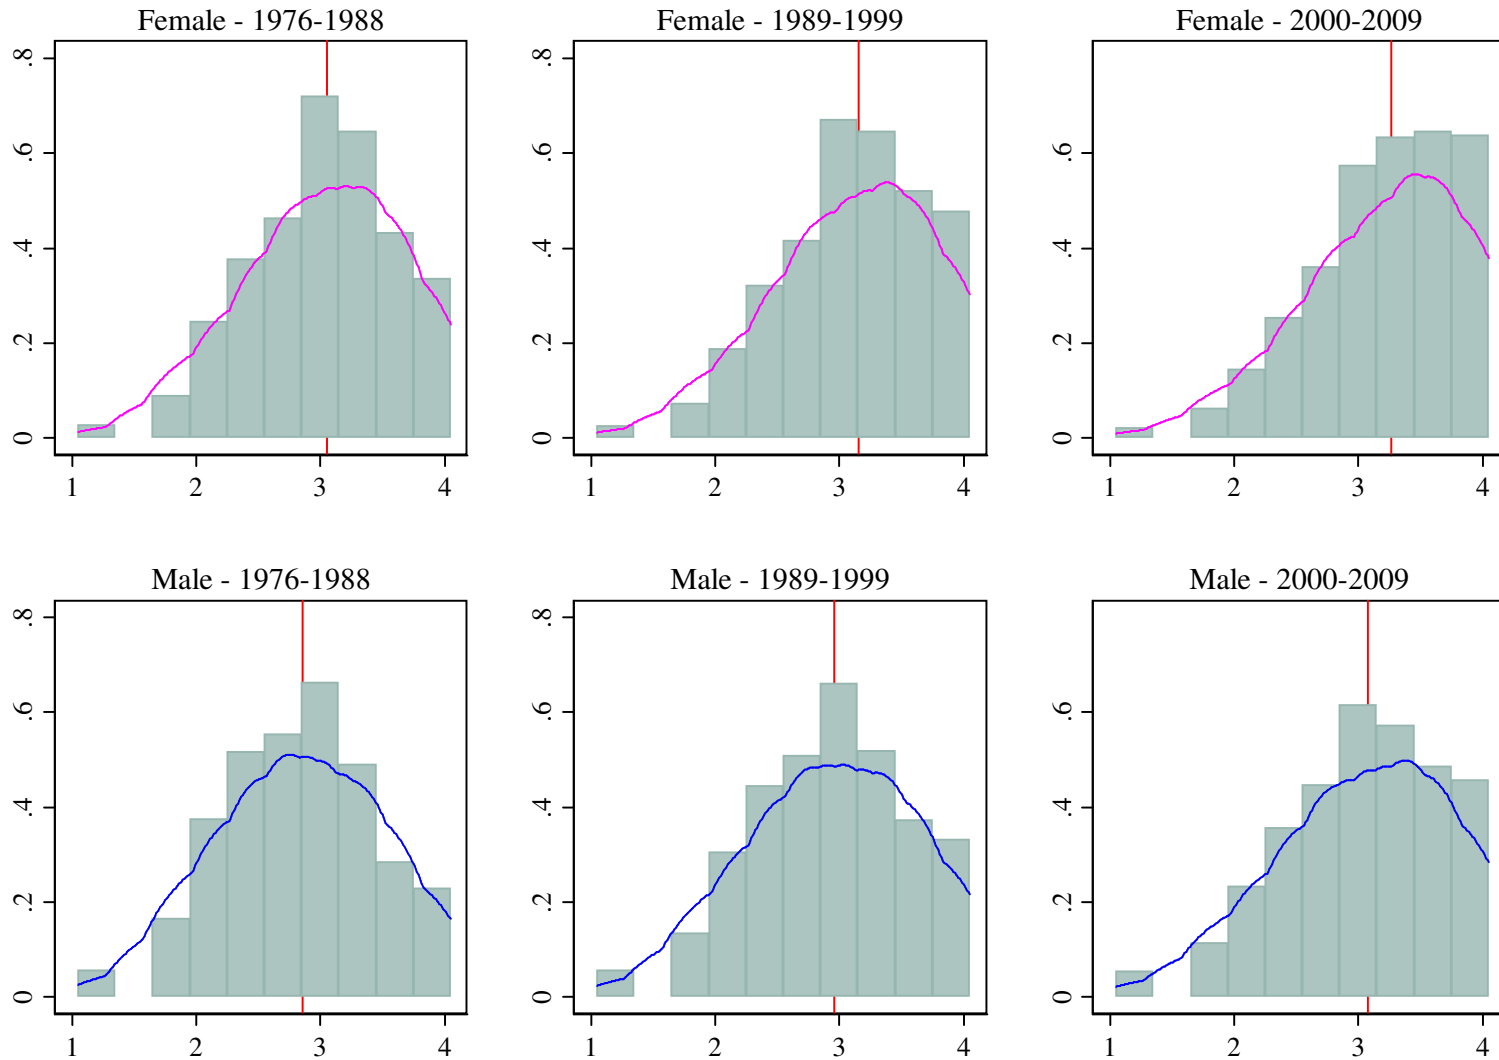 Female - 1976-1988
Female - 1989-1999
Female - 2000-2009
.8
.6
.4
.2
0
1 2 3 4
.8
.6
.4
.2
0
1 2 3 4
.6
.4
.2
0
1 2 3 4
Male - 1976-1988
Male - 1989-1999
Male - 2000-2009
.8
.6
.4
.2
0
1 2 3 4
.8
.6
.4
.2
0
1 2 3 4
.6
.4
.2
0
1 2 3 4